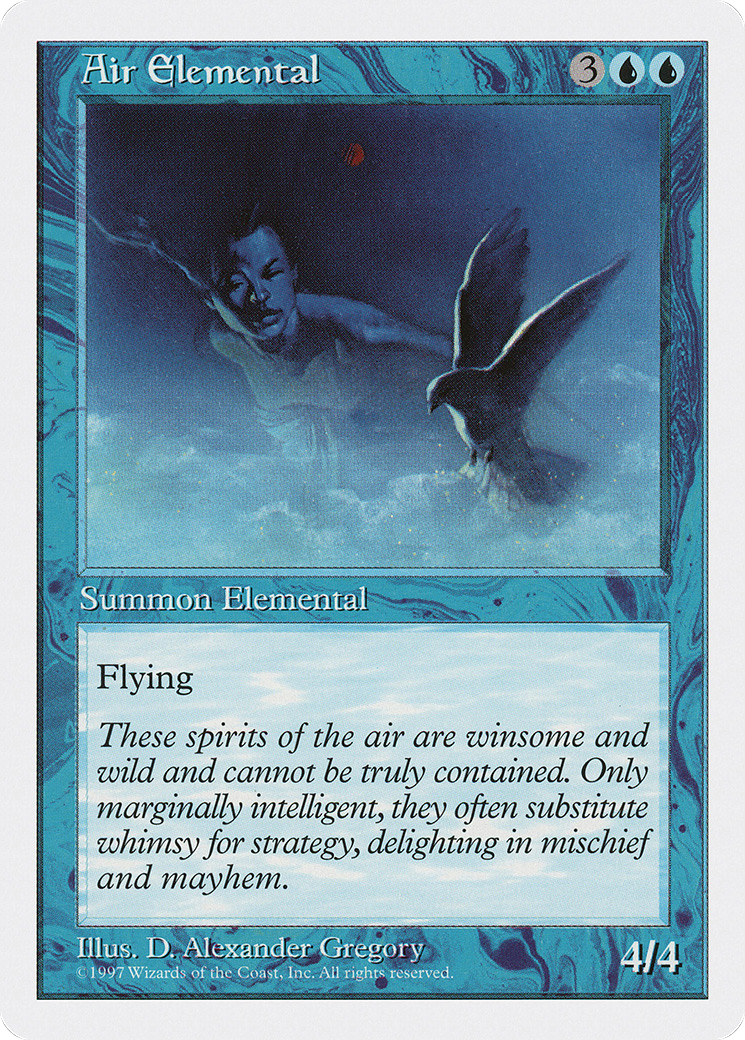 Air Elemental 3
Summon Elemental
Flying
These spirits of the air are winsome and
wild and cannot be truly contained. Only
marginally intelligent, they often substitute
whimsy for strategy, delighting in mischief
and mayhem.
Illus. D. Alexander Gregory
©1997 Wizards of the Coast, Inc. All rights reserved.
4/4